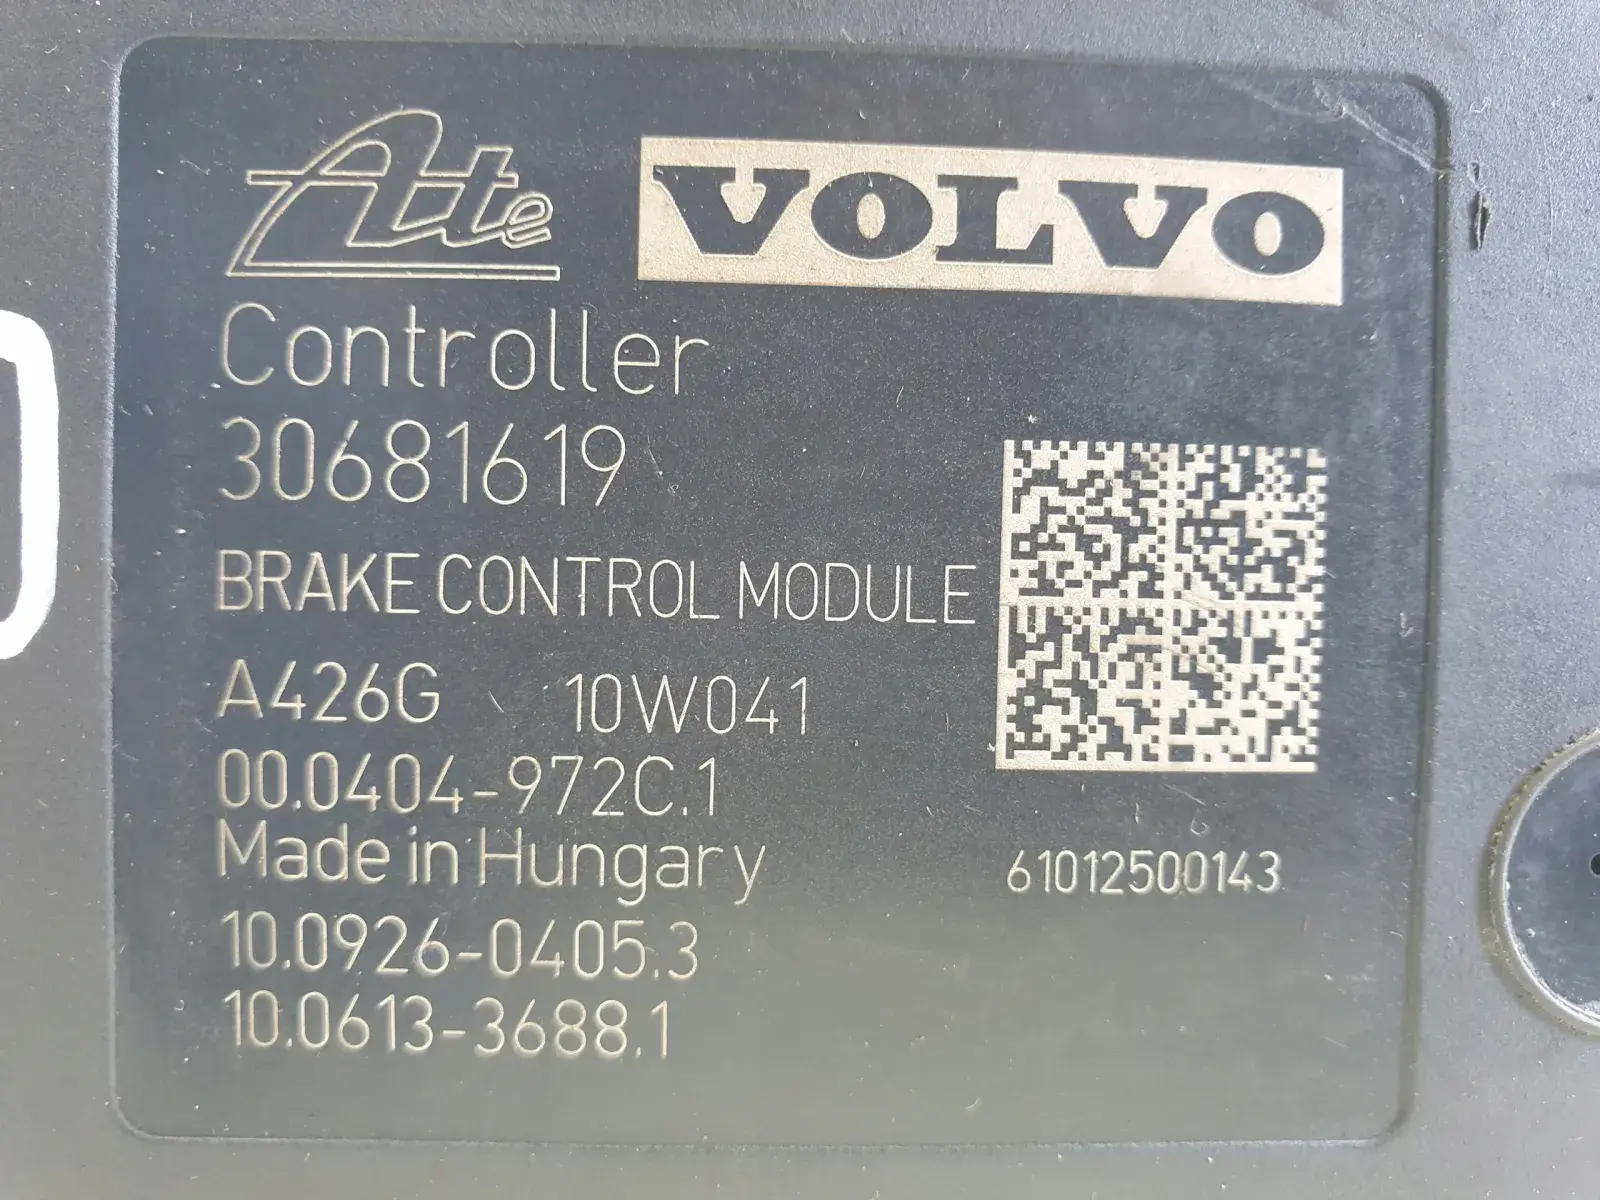 Ate VOLVO
Controller
30681619
BRAKE CONTROL MODULE
A426G 10W041
00.0404-972C.1
Made in Hungary
61012500143
10.0926-0405.3
10.0613-3688.1